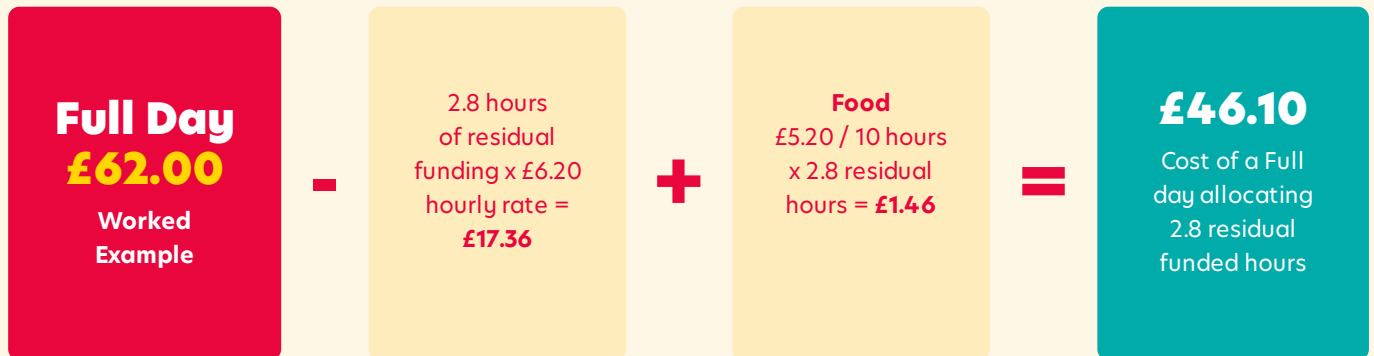 Full Day
£62.00
Worked
Example
-
2.8 hours
of residual
funding x £6.20
hourly rate =
£17.36
+
Food
£5.20 / 10 hours
x 2.8 residual
hours = £1.46
=
£46.10
Cost of a Full
day allocating
2.8 residual
funded hours